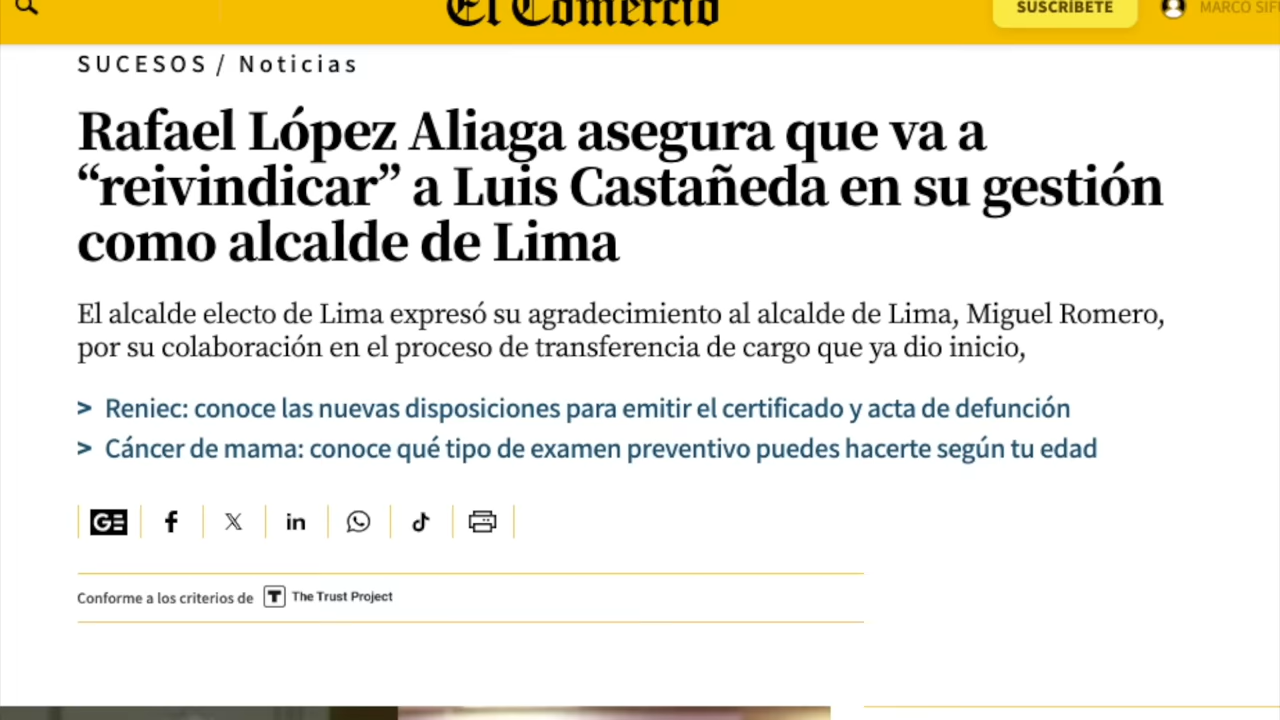 El Comercio
SUSCRÍBETE
SUCESOS / Noticias
Rafael López Aliaga asegura que va a
“reivindicar” a Luis Castañeda en su gestión
como alcalde de Lima
El alcalde electo de Lima expresó su agradecimiento al alcalde de Lima, Miguel Romero,
por su colaboración en el proceso de transferencia de cargo que ya dio inicio,
> Reniec: conoce las nuevas disposiciones para emitir el certificado y acta de defunción
> Cáncer de mama: conoce qué tipo de examen preventivo puedes hacerte según tu edad
GE
Conforme a los criterios de
T The Trust Project
MARCO